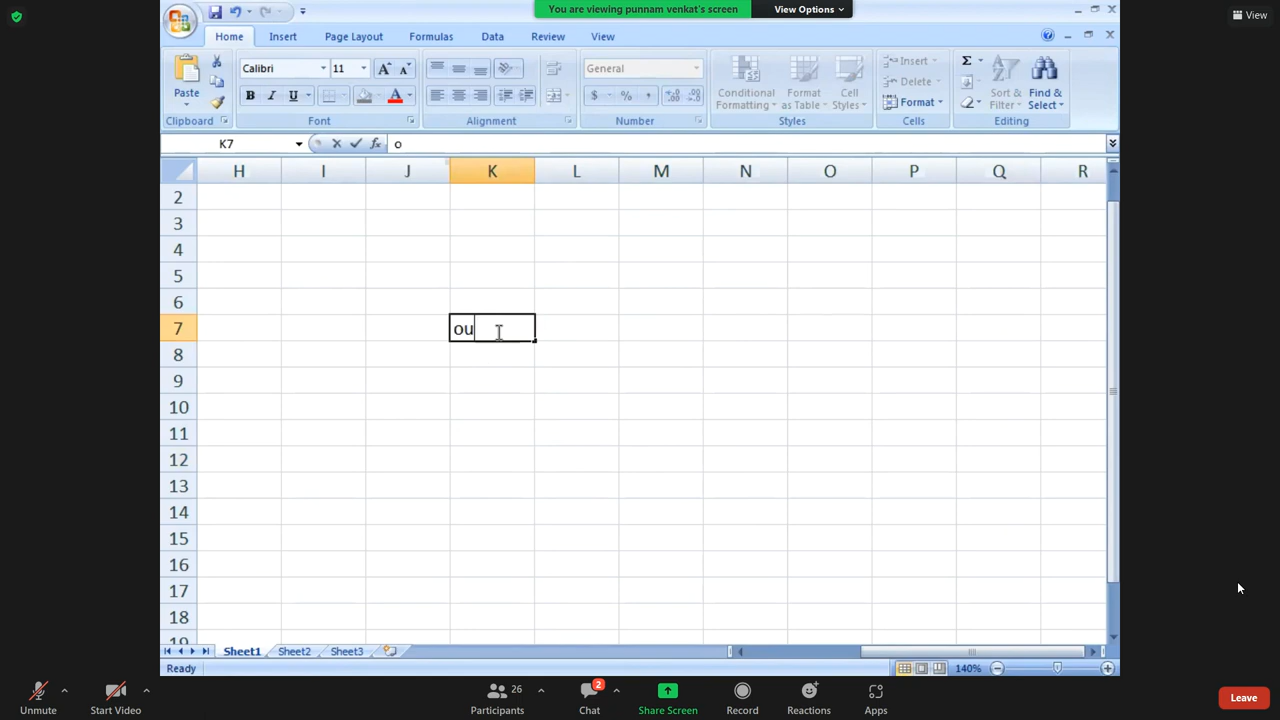 You are viewing punnam venkat's screen View Options
View
Home Insert Page Layout Formulas Data Review View
Calibri 11 General Insert Σ
Paste B I U $ % , Conditional Formatting Format as Table Cell Styles Delete Sort & Filter Find & Select
Format
Clipboard Font Alignment Number Styles Cells Editing
K7 fx o
H I J K L M N O P Q R
2
3
4
5
6
7 ou
8
9
10
11
12
13
14
15
16
17
18
19
Sheet1 Sheet2 Sheet3
Ready 140%
26 2
Unmute Start Video Participants Chat Share Screen Record Reactions Apps Leave